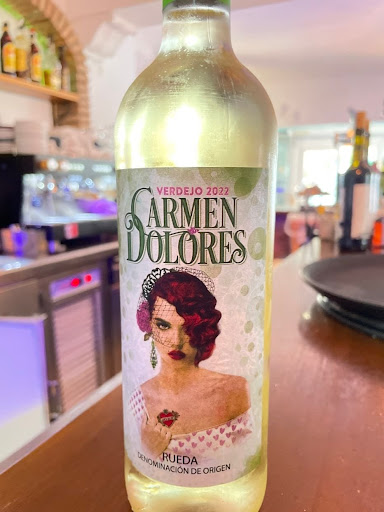 VERDEJO 2022
CARMEN
DOLORES
RUEDA
DENOMINACIÓN DE ORIGEN